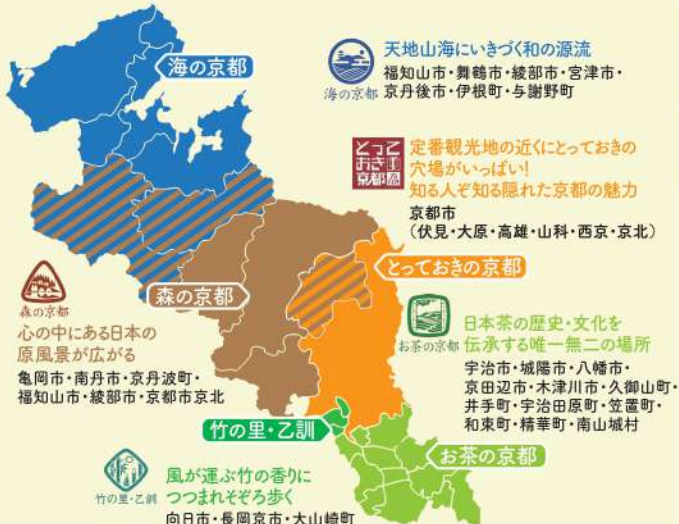 海の京都
海の京都
天地山海にいきづく和の源流
福知山市・舞鶴市・綾部市・宮津市・
京丹後市・伊根町・与謝野町
とって
おき
京都
定番観光地の近くにとっておきの
穴場がいっぱい!
知る人ぞ知る隠れた京都の魅力
京都市
(伏見・大原・高雄・山科・西京・京北)
とっておきの京都
森の京都
森の京都
心の中にある日本の
原風景が広がる
亀岡市・南丹市・京丹波町・
福知山市・綾部市・京都市京北
お茶の京都
日本茶の歴史・文化を
伝承する唯一無二の場所
宇治市・城陽市・八幡市・
京田辺市・木津川市・久御山町・
井手町・宇治田原町・笠置町・
和束町・精華町・南山城村
竹の里・乙訓
お茶の京都
竹の里・乙訓
風が運ぶ竹の香りに
つつまれそぞろ歩く
向日市・長岡京市・大山崎町